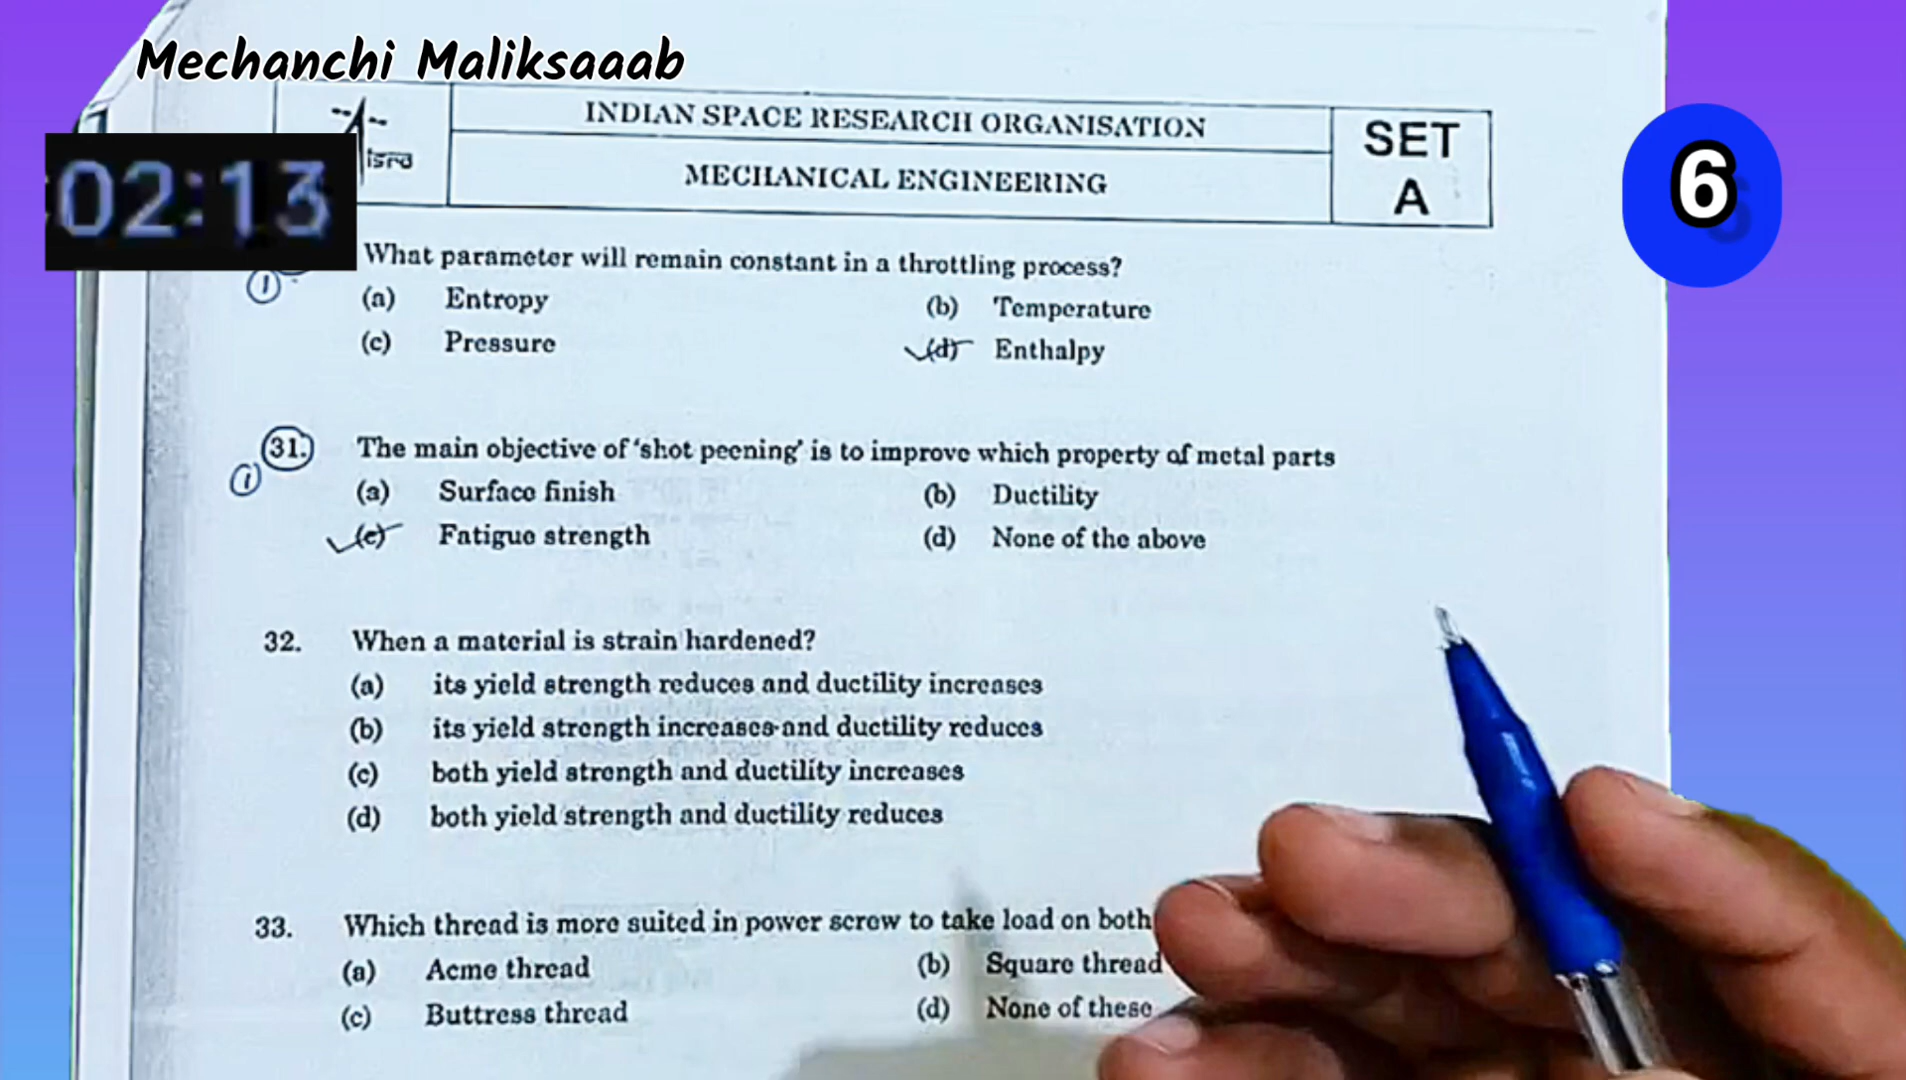 Mechanchi Maliksaaab
INDIAN SPACE RESEARCH ORGANISATION
SET
A
इसरो isro
MECHANICAL ENGINEERING
02:13
6
What parameter will remain constant in a throttling process?
(1)
(a) Entropy (b) Temperature
(c) Pressure (d) Enthalpy
31. The main objective of 'shot peening' is to improve which property of metal parts
(1)
(a) Surface finish (b) Ductility
(c) Fatigue strength (d) None of the above
32. When a material is strain hardened?
(a) its yield strength reduces and ductility increases
(b) its yield strength increases and ductility reduces
(c) both yield strength and ductility increases
(d) both yield strength and ductility reduces
33. Which thread is more suited in power screw to take load on both
(a) Acme thread (b) Square thread
(c) Buttress thread (d) None of these